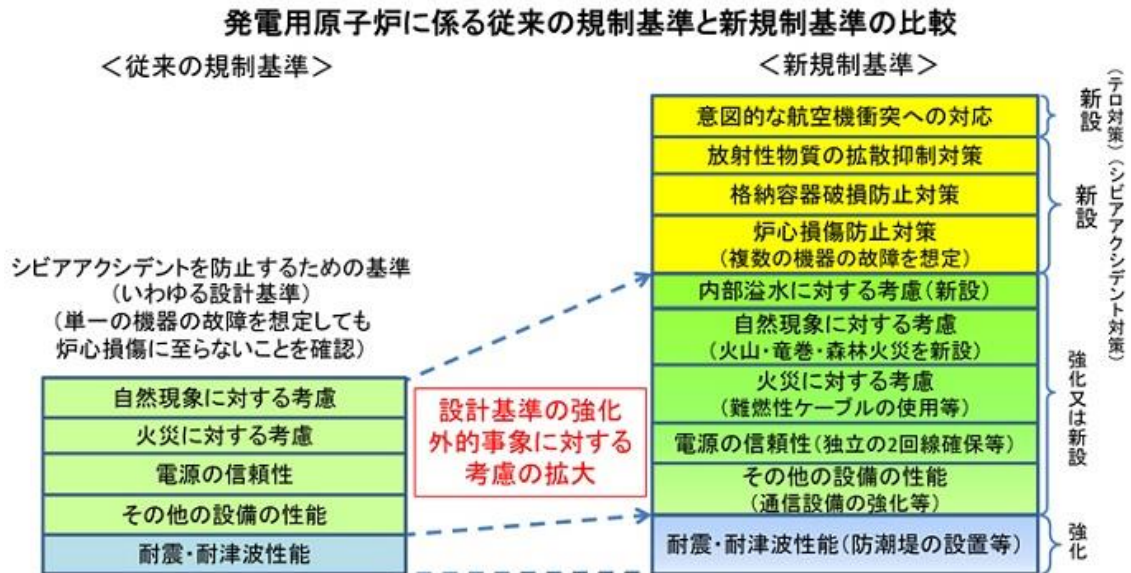 発電用原子炉に係る従来の規制基準と新規制基準の比較
＜従来の規制基準＞
シビアアクシデントを防止するための基準
(いわゆる設計基準)
(単一の機器の故障を想定しても
炉心損傷に至らないことを確認)
自然現象に対する考慮
火災に対する考慮
電源の信頼性
その他の設備の性能
耐震・耐津波性能
設計基準の強化
外的事象に対する
考慮の拡大
＜新規制基準＞
意図的な航空機衝突への対応
放射性物質の拡散抑制対策
格納容器破損防止対策
炉心損傷防止対策
(複数の機器の故障を想定)
内部溢水に対する考慮(新設)
自然現象に対する考慮
(火山・竜巻・森林火災を新設)
火災に対する考慮
(難燃性ケーブルの使用等)
電源の信頼性(独立の2回線確保等)
その他の設備の性能
(通信設備の強化等)
耐震・耐津波性能(防潮堤の設置等)
新設
(テロ対策)
新設
(シビアアクシデント対策)
強化又は新設
強化